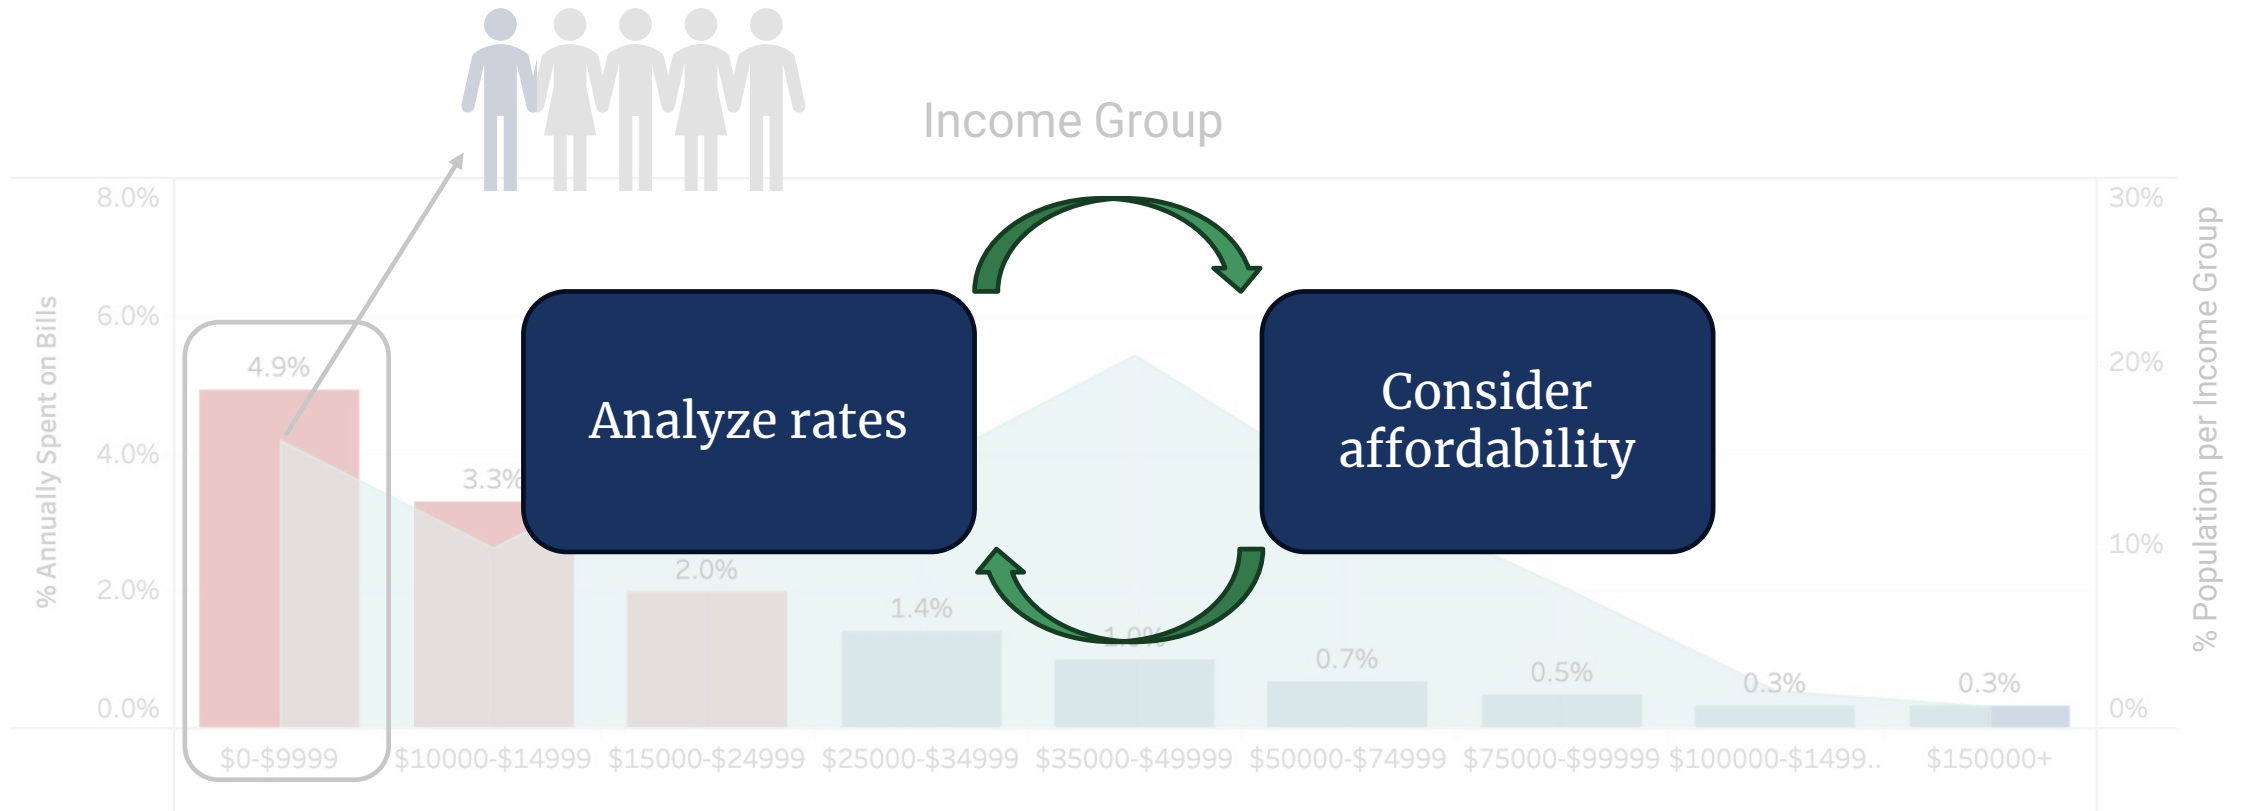 Income Group
8.0%
6.0%
4.0%
2.0%
0.0%
% Annually Spent on Bills
30%
20%
10%
0%
% Population per Income Group
4.9%
3.3%
2.0%
1.4%
1.0%
0.7%
0.5%
0.3%
0.3%
Analyze rates
Consider
affordability
$0-$9999 $10000-$14999 $15000-$24999 $25000-$34999 $35000-$49999 $50000-$74999 $75000-$99999 $100000-$1499.. $150000+